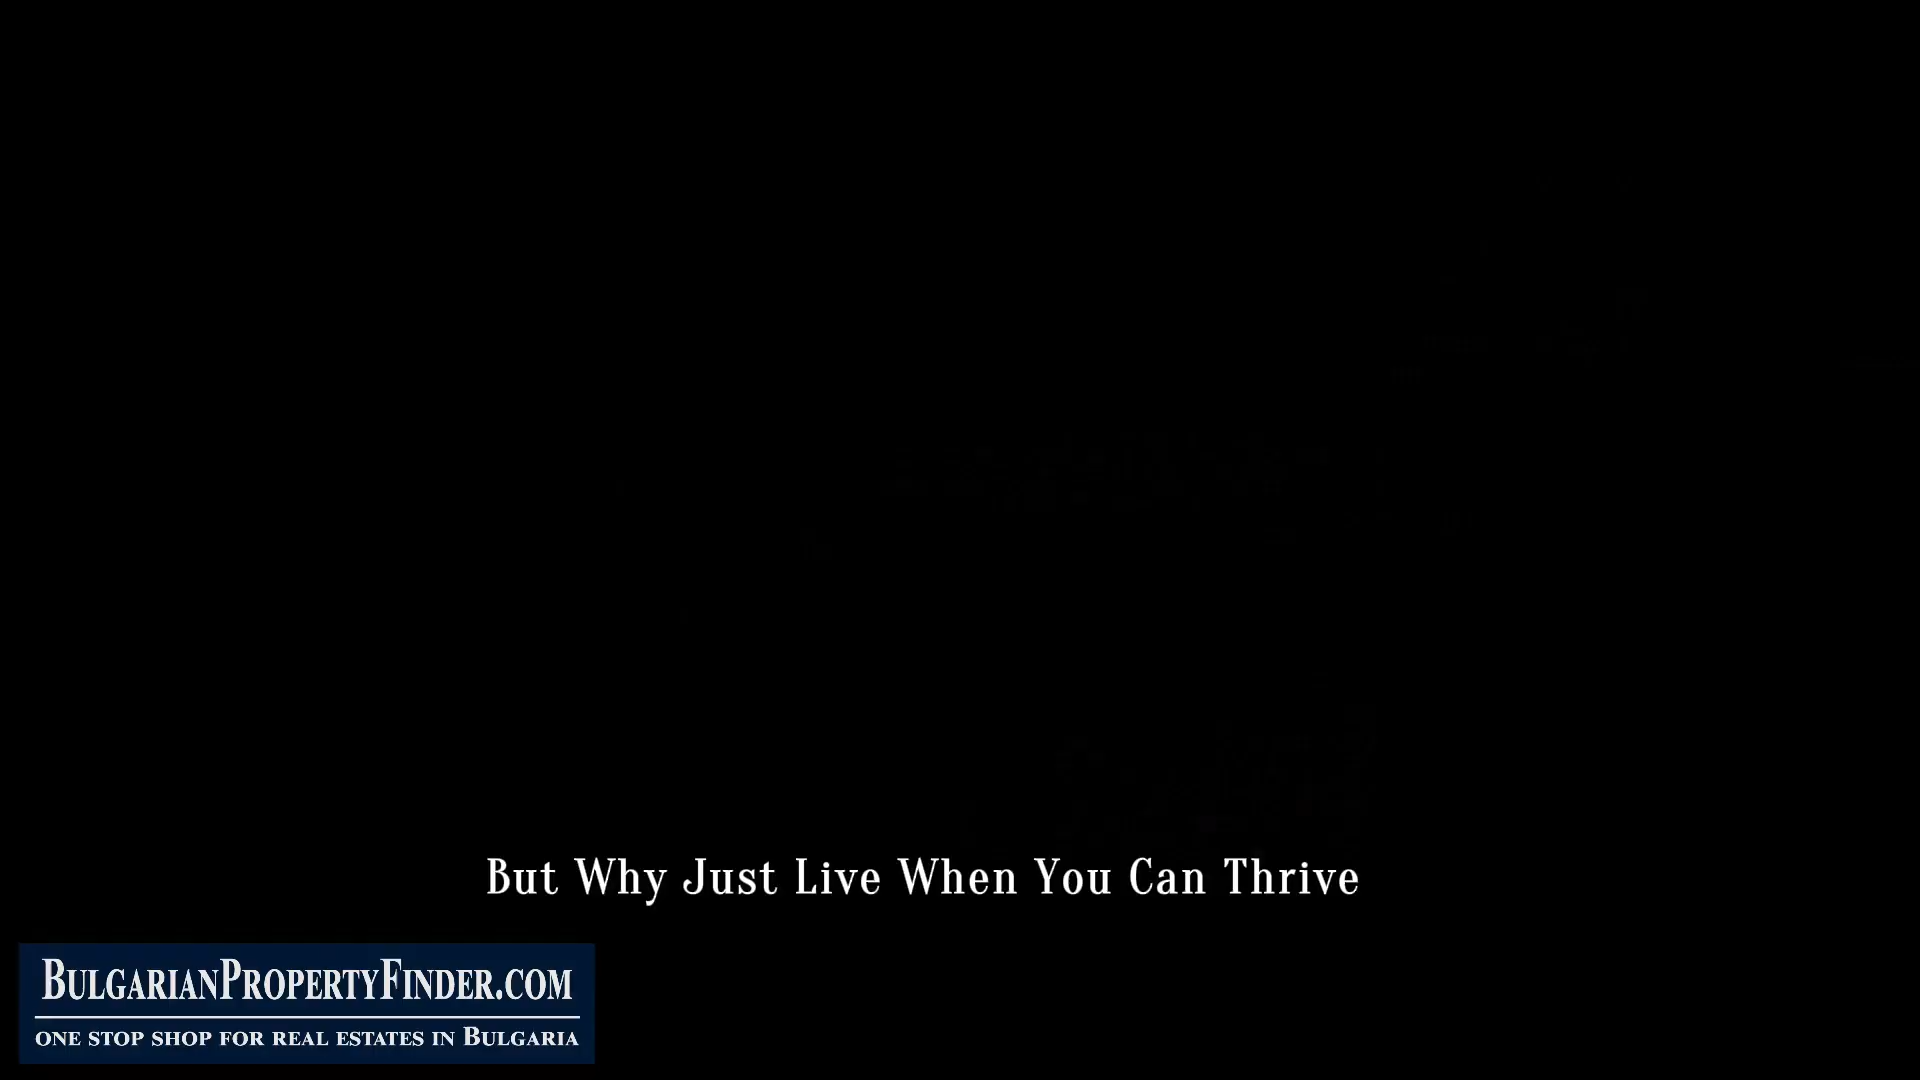 But Why Just Live When You Can Thrive
BulgarianPropertyFinder.com
one stop shop for real estates in Bulgaria